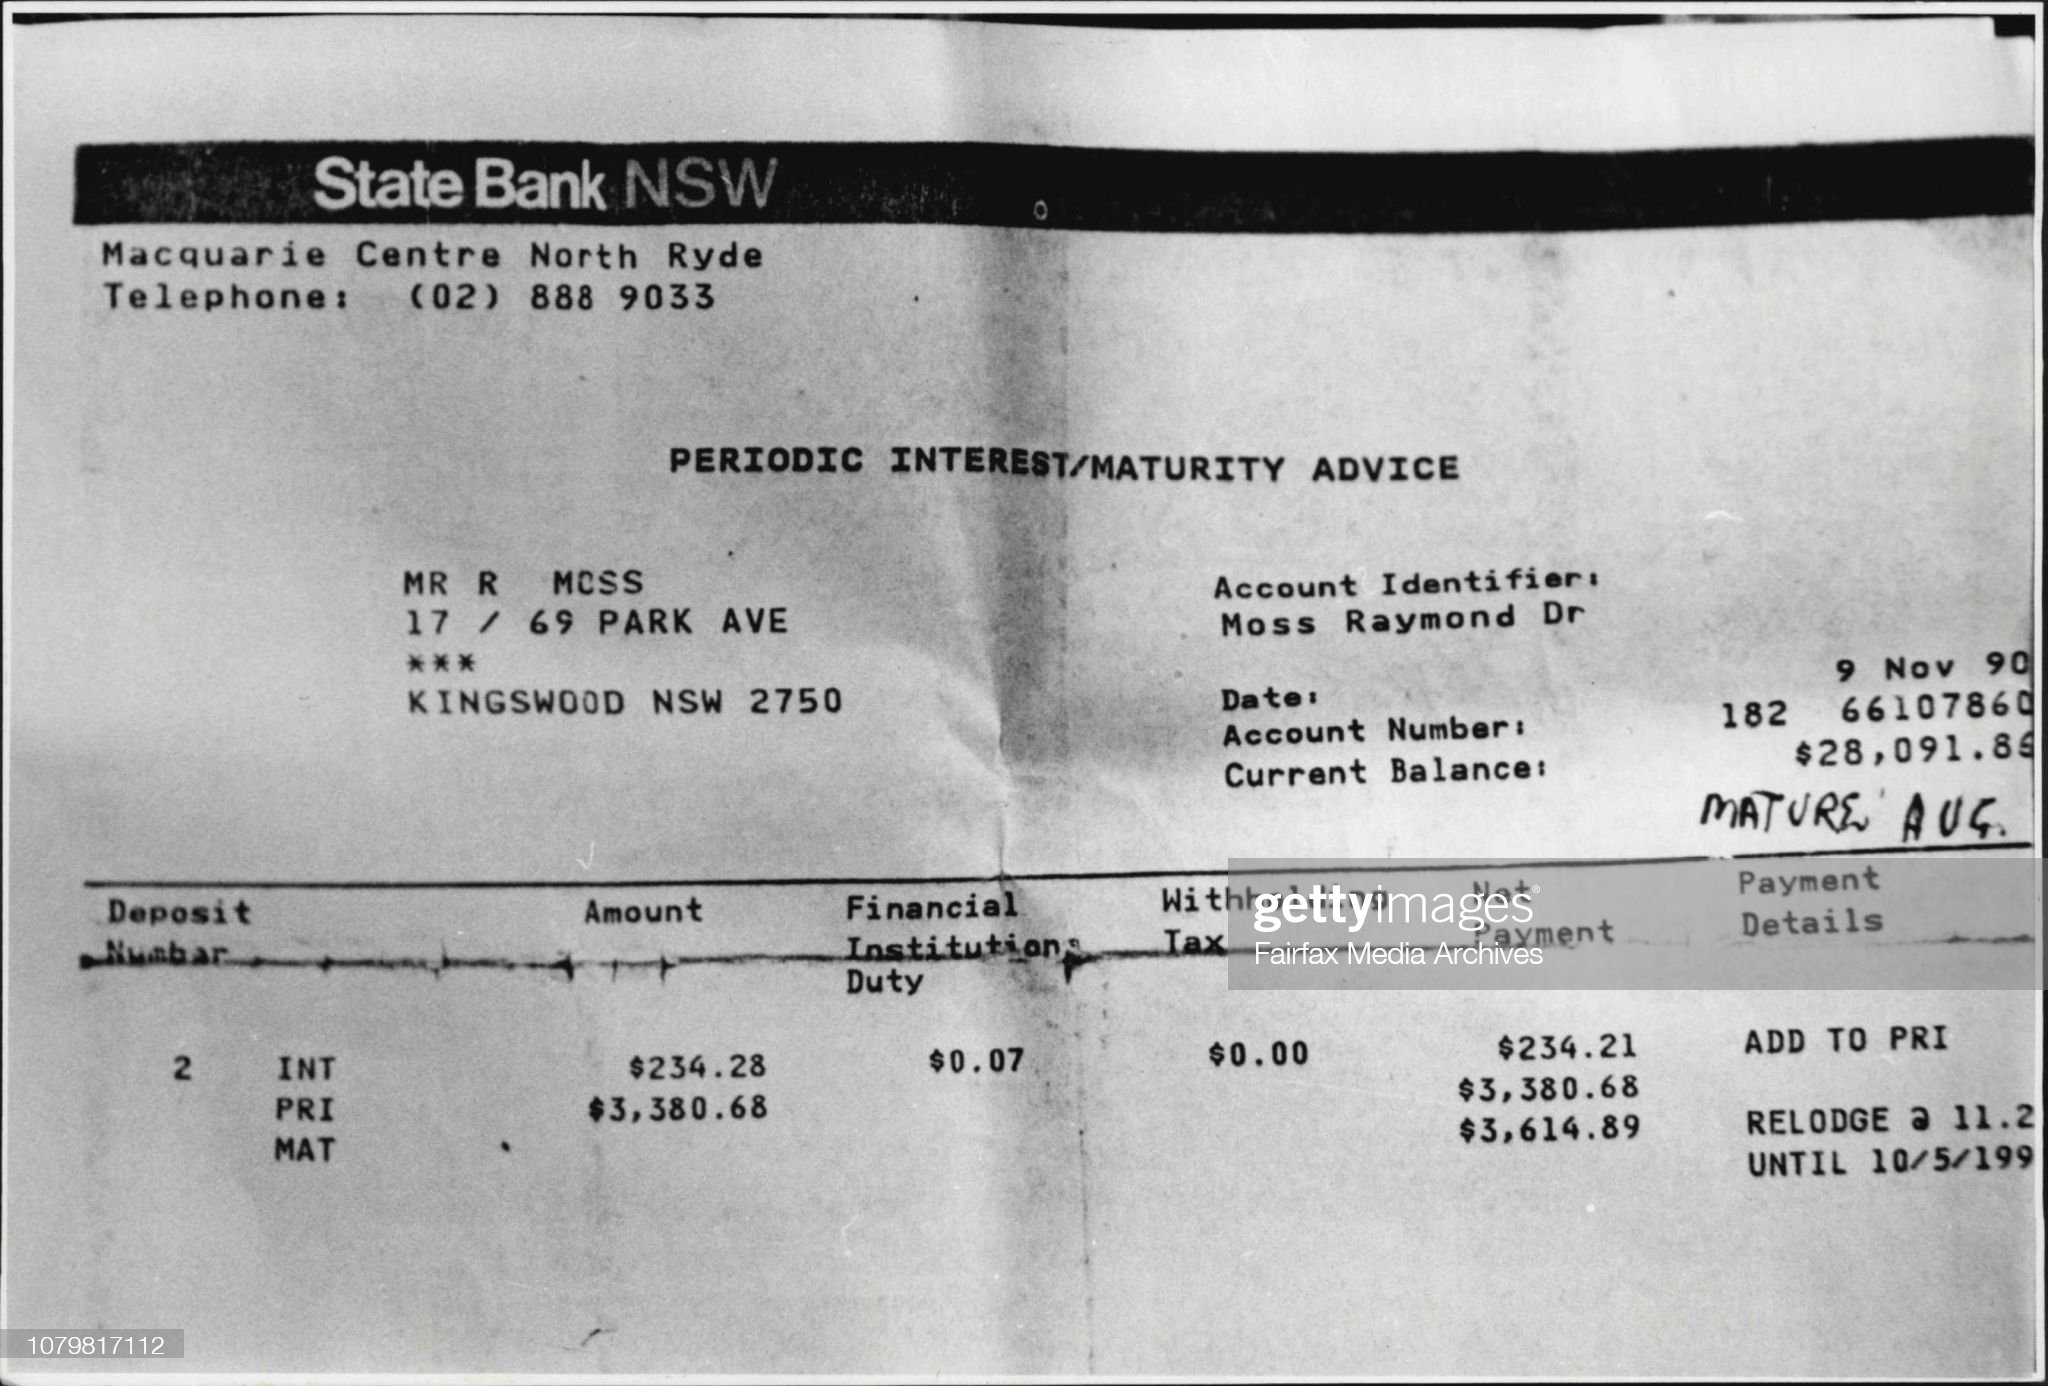 State Bank NSW
Macquarie Centre North Ryde
Telephone: (02) 888 9033
PERIODIC INTEREST/MATURITY ADVICE
MR R MOSS
17 / 69 PARK AVE
***
KINGSWOOD NSW 2750
Account Identifier:
Moss Raymond Dr
Date: 9 Nov 90
Account Number: 182 66107860
Current Balance: $28,091.8
MATURE AUG.
Deposit Amount Financial Withholding Net Payment
Number Institutions Tax Payment Details
Duty
gettyimages®
Fairfax Media Archives
2 INT $234.28 $0.07 $0.00 $234.21 ADD TO PRI
PRI $3,380.68 $3,380.68
MAT $3,614.89 RELODGE @ 11.2
UNTIL 10/5/199
1079817112